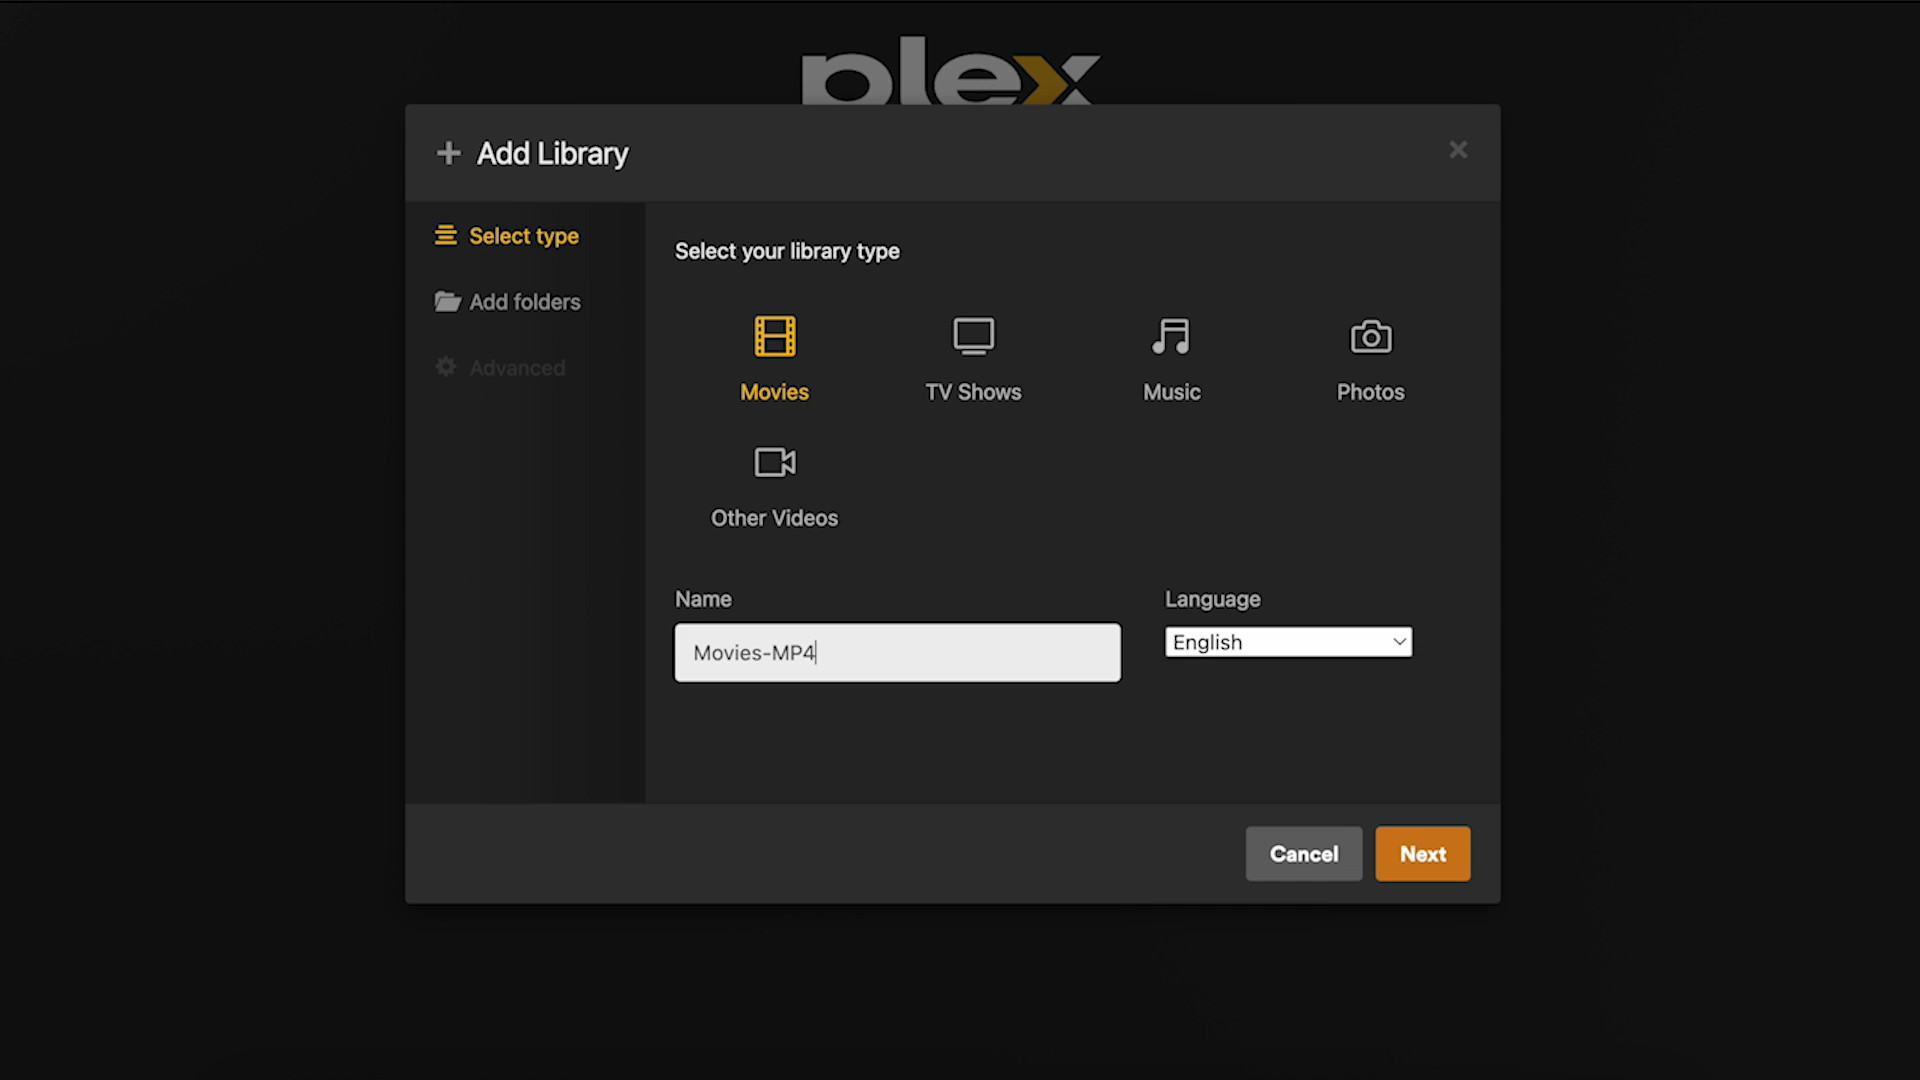 plex
Add Library
Select type
Add folders
Advanced
Select your library type
Movies
TV Shows
Music
Photos
Other Videos
Name
Language
Movies-MP4
English
Cancel
Next